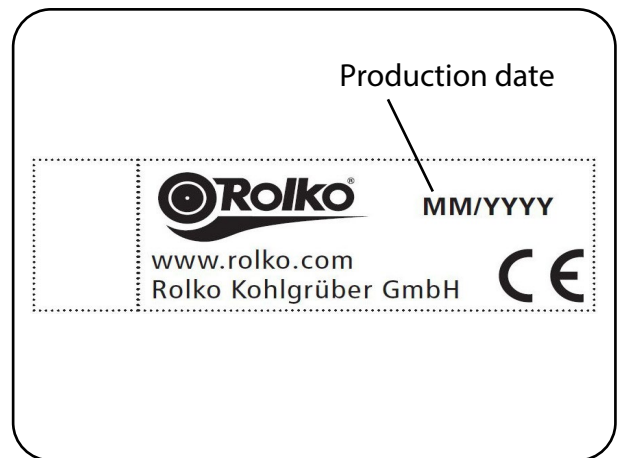 Production date
Rolko®
MM/YYYY
www.rolko.com
Rolko Kohlgrüber GmbH
CE